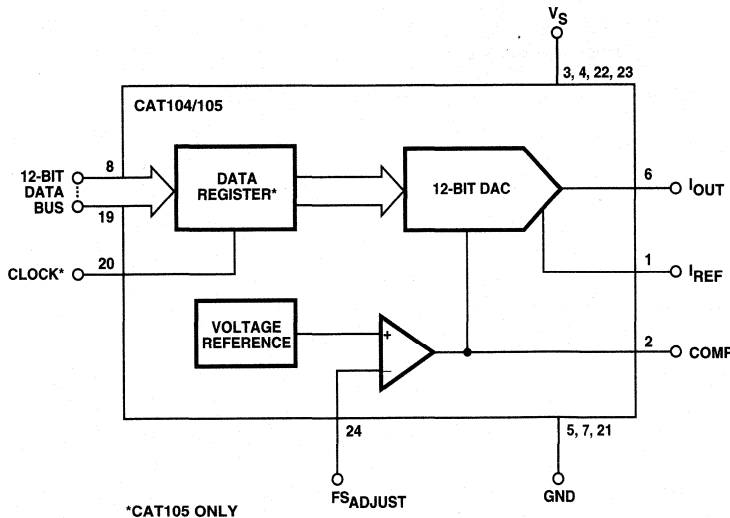 V_S
3, 4, 22, 23
CAT104/105
8
12-BIT
DATA
BUS
19
DATA
REGISTER*
12-BIT DAC
6
I_OUT
CLOCK*
20
1
I_REF
VOLTAGE
REFERENCE
+
−
2
COMP
24
5, 7, 21
FS_ADJUST
GND
*CAT105 ONLY